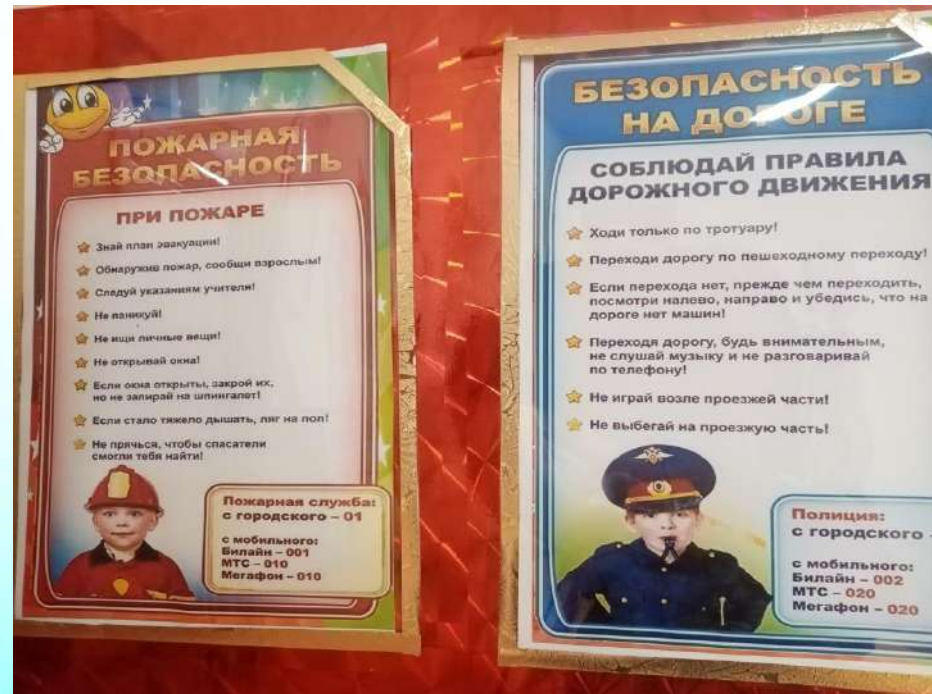 ПОЖАРНАЯ
БЕЗОПАСНОСТЬ
ПРИ ПОЖАРЕ
Знай план эвакуации!
Обнаружив пожар, сообщи взрослым!
Следуй указаниям учителя!
Не паникуй!
Не ищи личные вещи!
Не открывай окна!
Если окна открыты, закрой их,
но не запирай на шпингалет!
Если стало тяжело дышать, ляг на пол!
Не прячься, чтобы спасатели
смогли тебя найти!
Пожарная служба:
с городского – 01
с мобильного:
Билайн – 001
МТС – 010
Мегафон – 010
БЕЗОПАСНОСТЬ
НА ДОРОГЕ
СОБЛЮДАЙ ПРАВИЛА
ДОРОЖНОГО ДВИЖЕНИЯ
Ходи только по тротуару!
Переходи дорогу по пешеходному переходу!
Если перехода нет, прежде чем переходить,
посмотри налево, направо и убедись, что на
дороге нет машин!
Переходя дорогу, будь внимательным,
не слушай музыку и не разговаривай
по телефону!
Не играй возле проезжей части!
Не выбегай на проезжую часть!
Полиция:
с городского –
с мобильного:
Билайн – 002
МТС – 020
Мегафон – 020